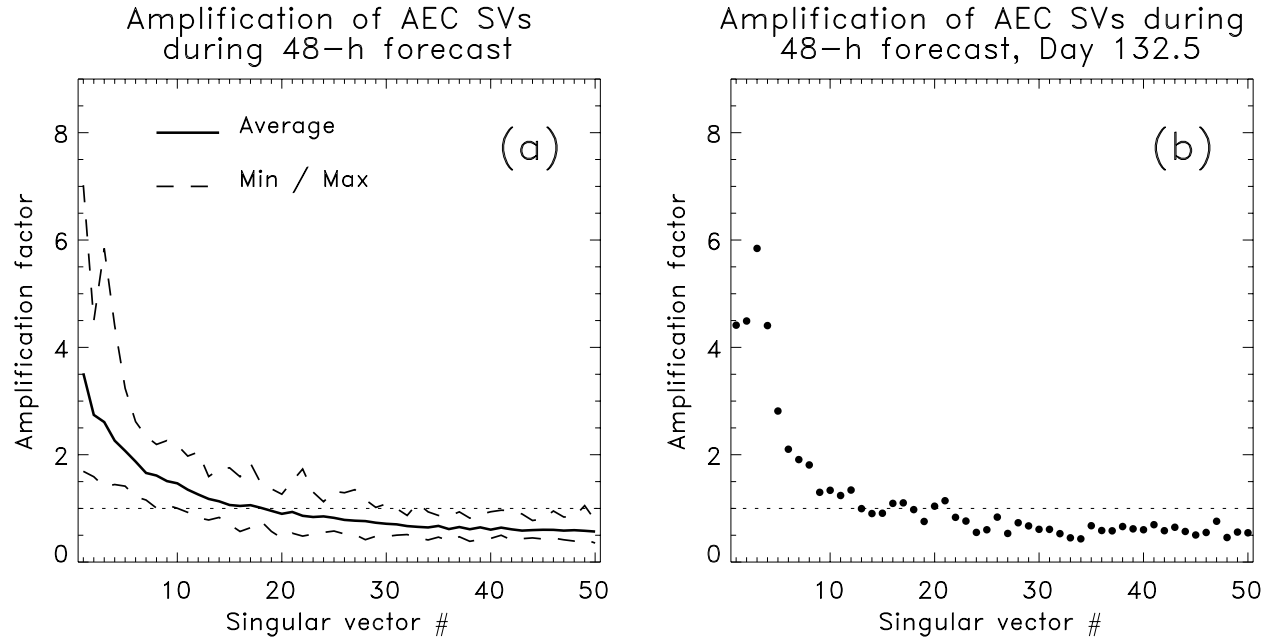 Amplification of AEC SVs
during 48-h forecast
Amplification factor
8
6
4
2
0
Average
Min / Max
(a)
10
20
30
40
50
Singular vector #
Amplification of AEC SVs during
48-h forecast, Day 132.5
Amplification factor
8
6
4
2
0
(b)
10
20
30
40
50
Singular vector #